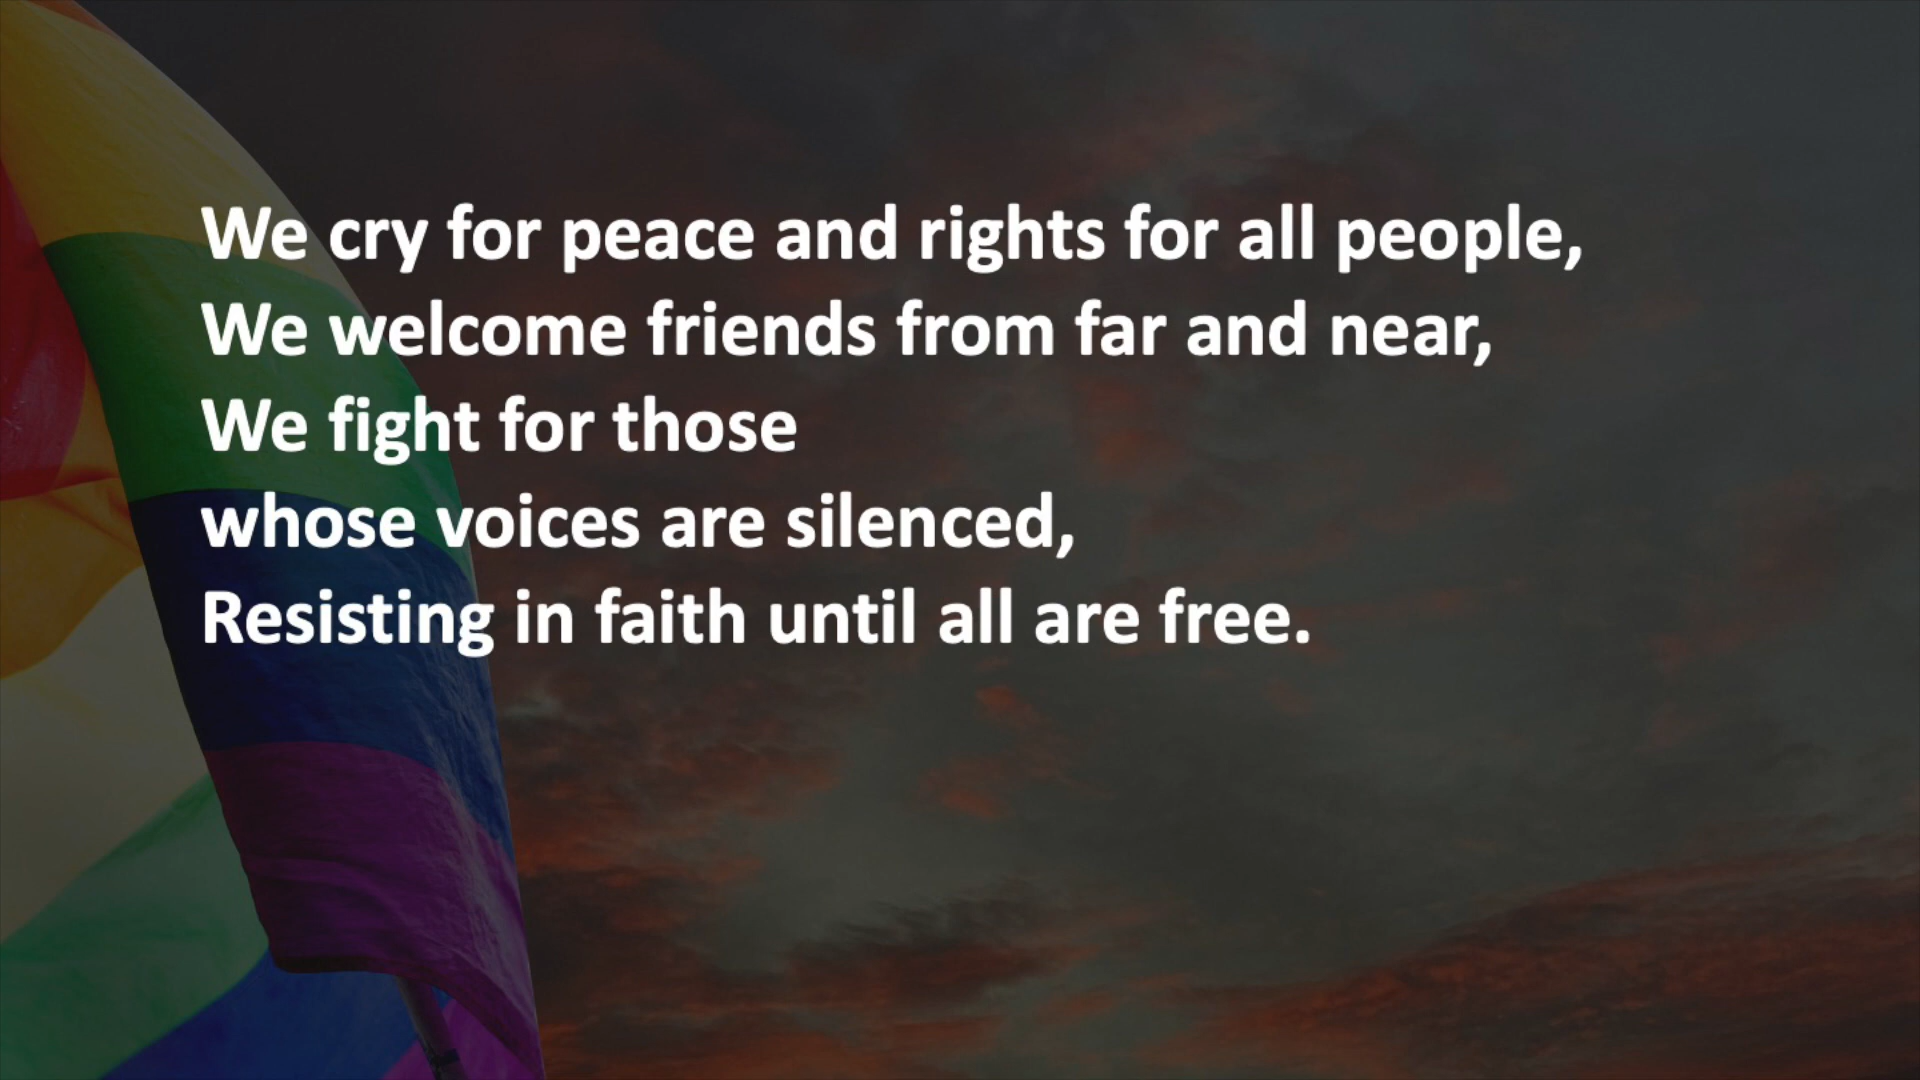 We cry for peace and rights for all people,
We welcome friends from far and near,
We fight for those
whose voices are silenced,
Resisting in faith until all are free.